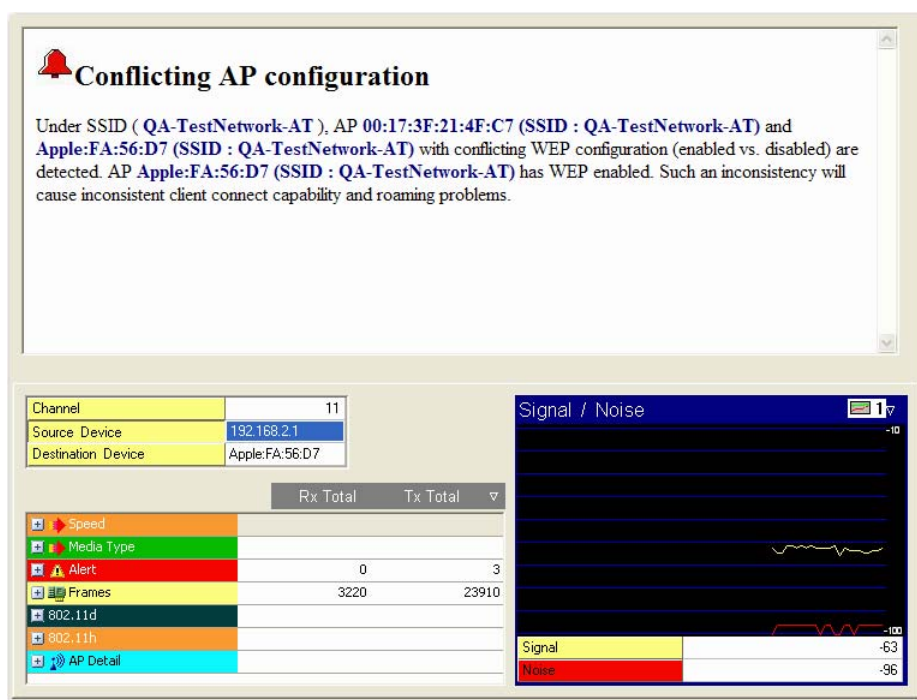 Conflicting AP configuration
Under SSID ( QA-TestNetwork-AT ), AP 00:17:3F:21:4F:C7 (SSID : QA-TestNetwork-AT) and
Apple:FA:56:D7 (SSID : QA-TestNetwork-AT) with conflicting WEP configuration (enabled vs. disabled) are
detected. AP Apple:FA:56:D7 (SSID : QA-TestNetwork-AT) has WEP enabled. Such an inconsistency will
cause inconsistent client connect capability and roaming problems.
Channel 11
Source Device 192.168.2.1
Destination Device Apple:FA:56:D7
Rx Total Tx Total
Speed
Media Type
Alert 0 3
Frames 3220 23910
802.11d
802.11h
AP Detail
Signal / Noise 1
-10
-100
Signal -63
Noise -96